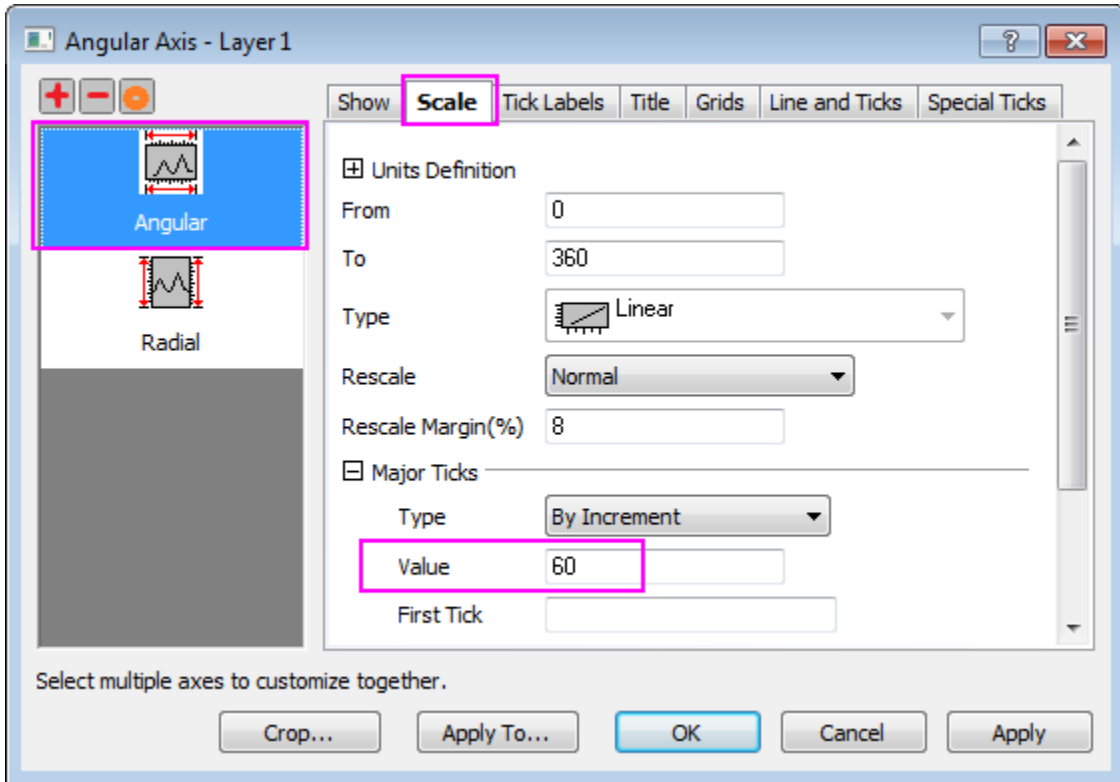 Angular Axis - Layer 1
Show Scale Tick Labels Title Grids Line and Ticks Special Ticks
Angular
Radial
Units Definition
From 0
To 360
Type Linear
Rescale Normal
Rescale Margin(%) 8
Major Ticks
Type By Increment
Value 60
First Tick
Select multiple axes to customize together.
Crop... Apply To... OK Cancel Apply